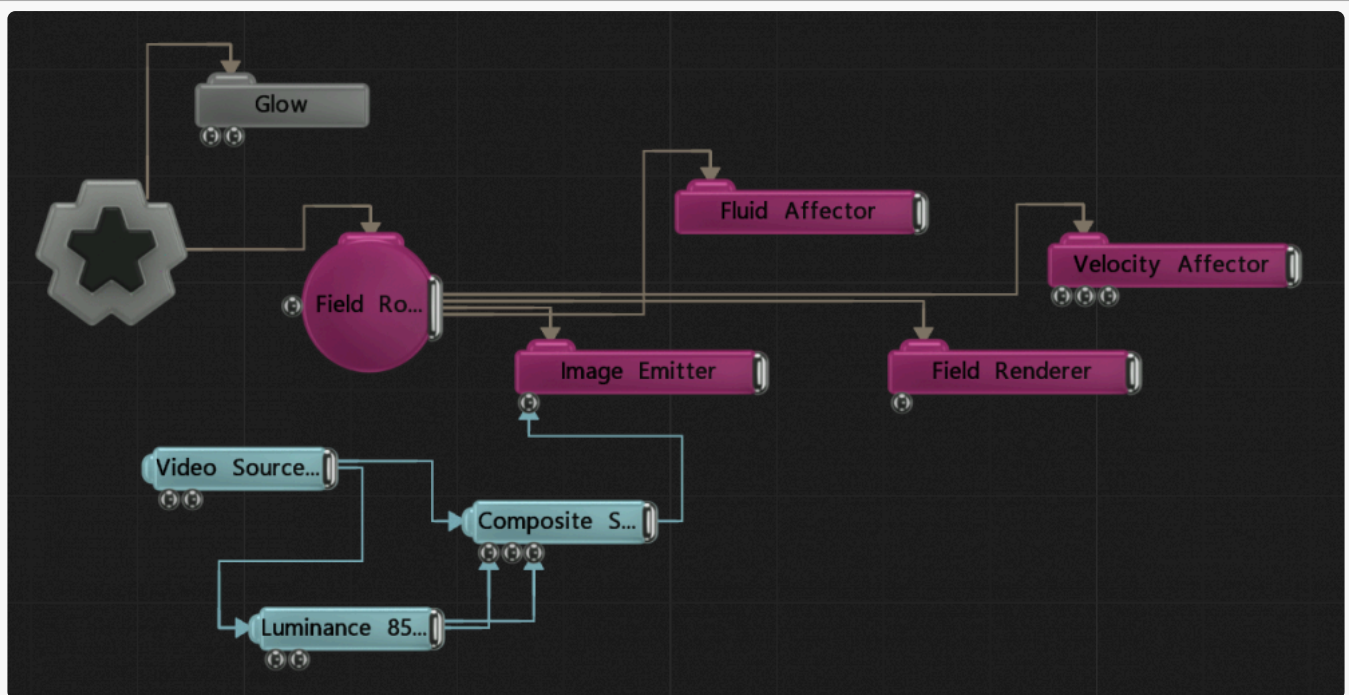 Glow
Fluid Affector
Velocity Affector
Field Ro...
Image Emitter
Field Renderer
Video Source...
Composite S...
Luminance 85...